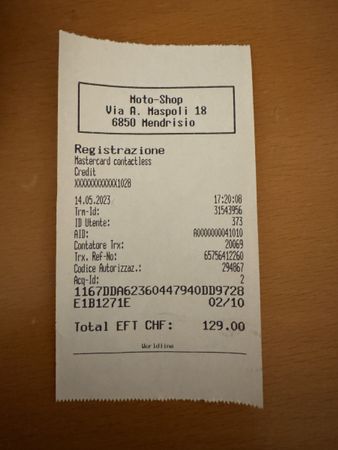 Moto-Shop
Via A. Maspoli 18
6850 Mendrisio
Registrazione
Mastercard contactless
Credit
XXXXXXXXXXXX1028
14.05.2023 17:20:08
Trm-Id: 31543956
ID Utente: 373
AID: A0000000041010
Contatore Trx: 20069
Trx. Ref-No: 65756412260
Codice Autorizzaz.: 294867
Acq-Id: 2
1167DDA62360447940DD9728
E1B1271E 02/10
Total EFT CHF: 129.00
Worldline